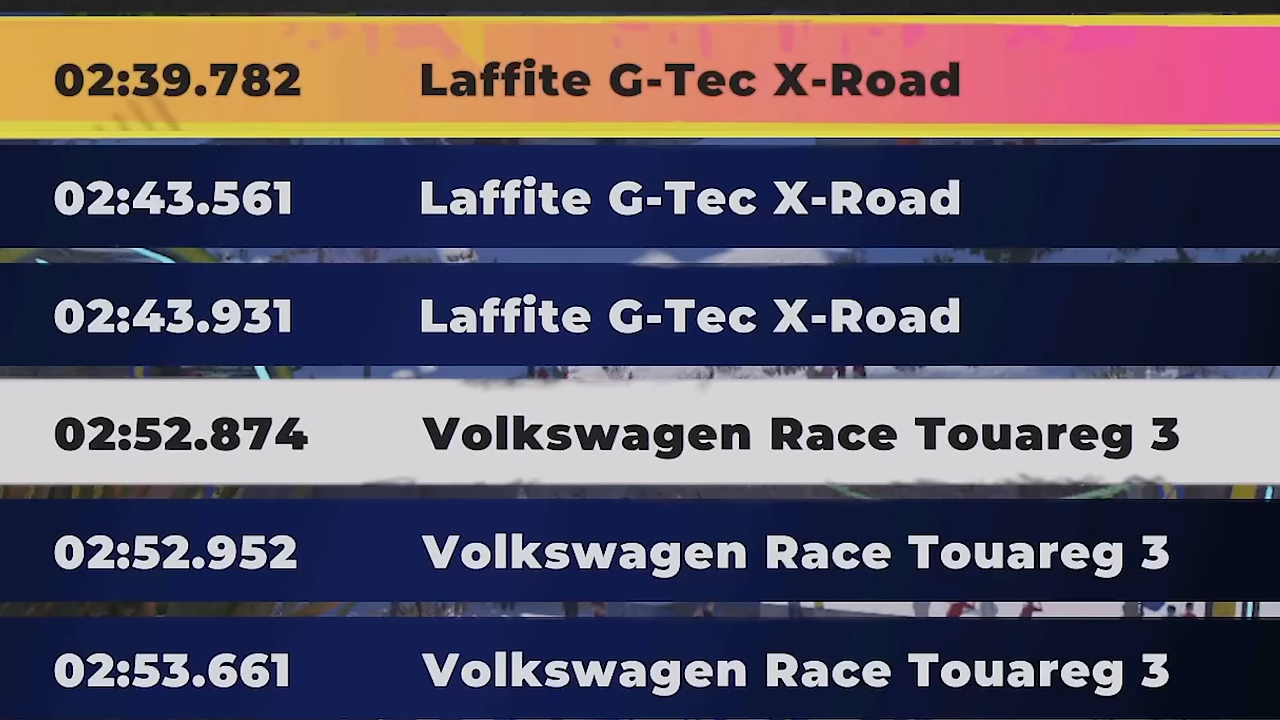 02:39.782 Laffite G-Tec X-Road
02:43.561 Laffite G-Tec X-Road
02:43.931 Laffite G-Tec X-Road
02:52.874 Volkswagen Race Touareg 3
02:52.952 Volkswagen Race Touareg 3
02:53.661 Volkswagen Race Touareg 3